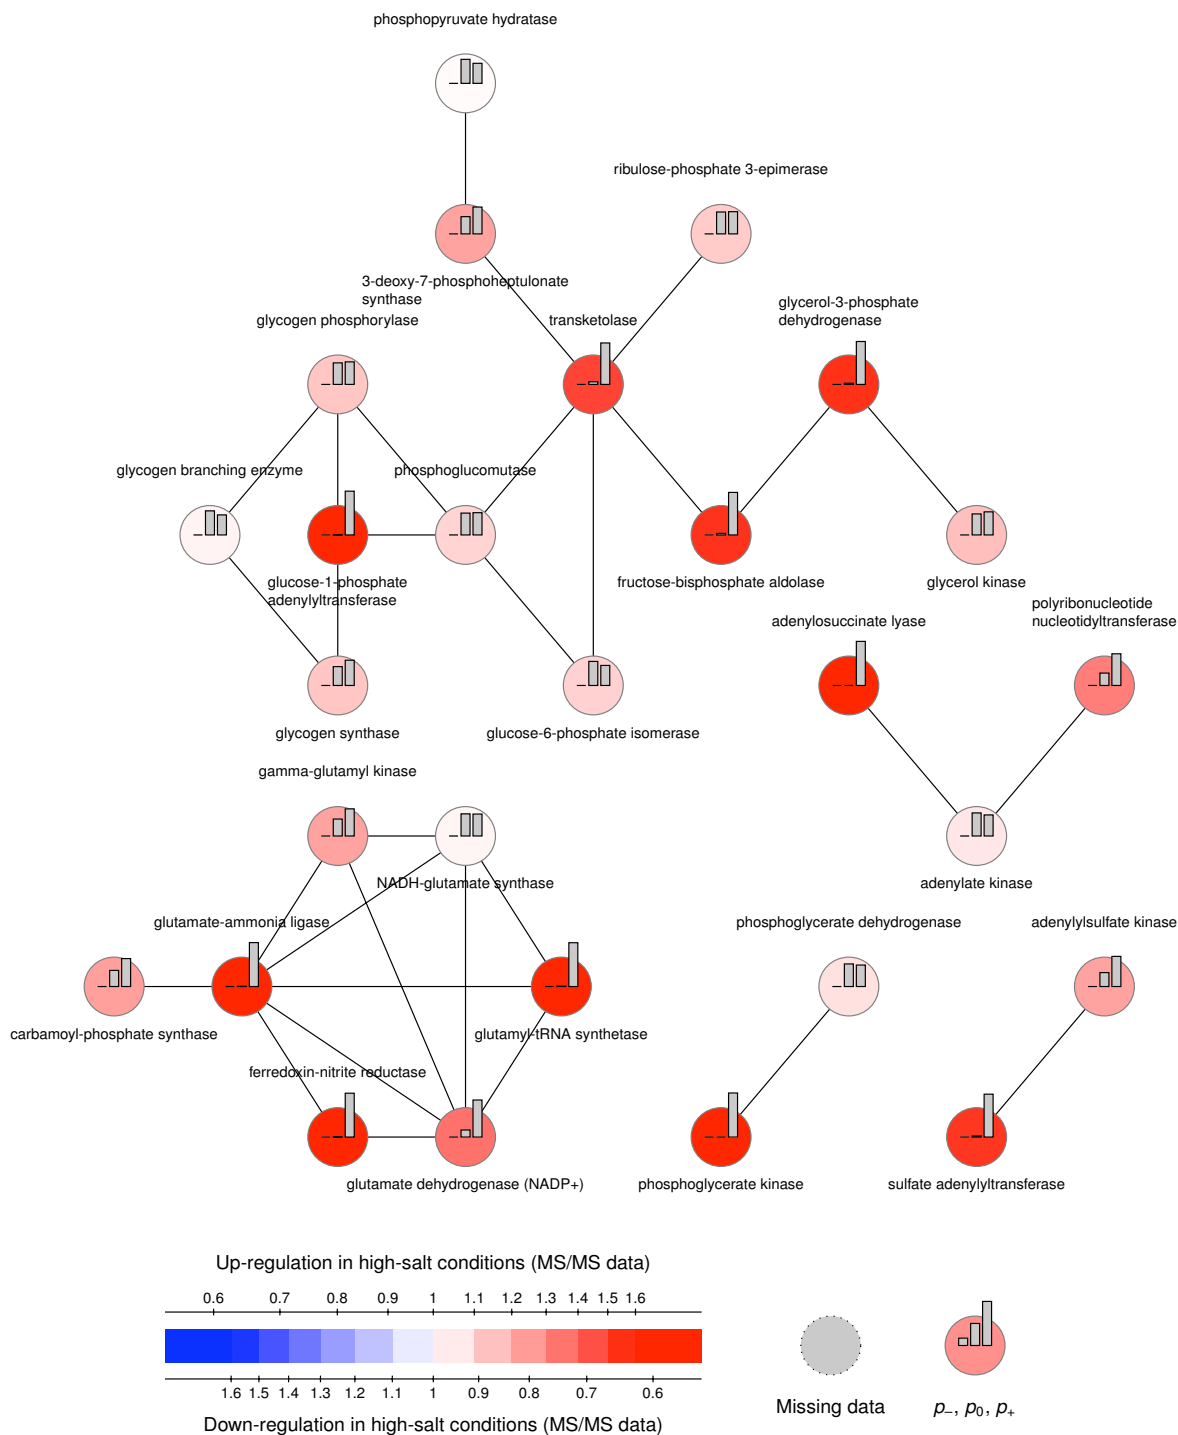 phosphopyruvate hydratase
ribulose-phosphate 3-epimerase
3-deoxy-7-phosphoheptulonate
synthase
glycerol-3-phosphate
dehydrogenase
glycogen phosphorylase
transketolase
glycogen branching enzyme
phosphoglucomutase
glucose-1-phosphate
adenylyltransferase
fructose-bisphosphate aldolase
glycerol kinase
polyribonucleotide
nucleotidyltransferase
adenylosuccinate lyase
glycogen synthase
glucose-6-phosphate isomerase
gamma-glutamyl kinase
NADH-glutamate synthase
adenylate kinase
glutamate-ammonia ligase
phosphoglycerate dehydrogenase
adenylylsulfate kinase
carbamoyl-phosphate synthase
glutamyl-tRNA synthetase
ferredoxin-nitrite reductase
glutamate dehydrogenase (NADP+)
phosphoglycerate kinase
sulfate adenylyltransferase
Up-regulation in high-salt conditions (MS/MS data)
0.6 0.7 0.8 0.9 1 1.1 1.2 1.3 1.4 1.5 1.6
1.6 1.5 1.4 1.3 1.2 1.1 1 0.9 0.8 0.7 0.6
Down-regulation in high-salt conditions (MS/MS data)
Missing data
p−, p0, p+